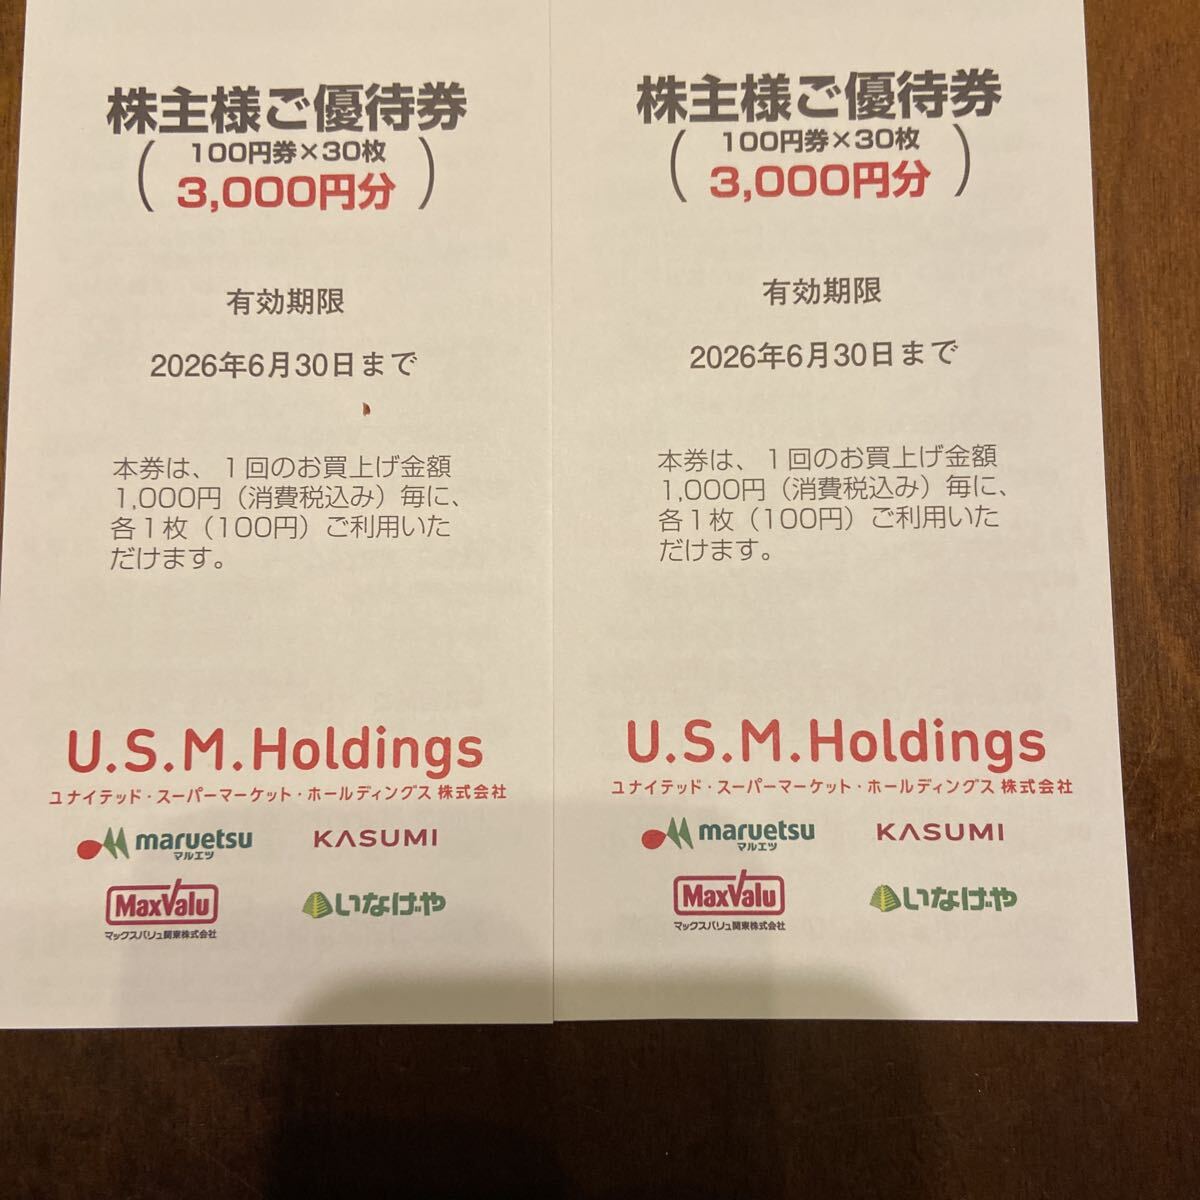 株主様ご優待券
100円券×30枚
( 3,000円分 )
有効期限
2026年6月30日まで
本券は、１回のお買上げ金額
1,000円（消費税込み）毎に、
各１枚（100円）ご利用いた
だけます。
U.S.M.Holdings
ユナイテッド・スーパーマーケット・ホールディングス 株式会社
maruetsu
マルエツ
KASUMI
MaxValu
マックスバリュ関東株式会社
いなげや
株主様ご優待券
100円券×30枚
( 3,000円分 )
有効期限
2026年6月30日まで
本券は、１回のお買上げ金額
1,000円（消費税込み）毎に、
各１枚（100円）ご利用いた
だけます。
U.S.M.Holdings
ユナイテッド・スーパーマーケット・ホールディングス 株式会社
maruetsu
マルエツ
KASUMI
MaxValu
マックスバリュ関東株式会社
いなげや